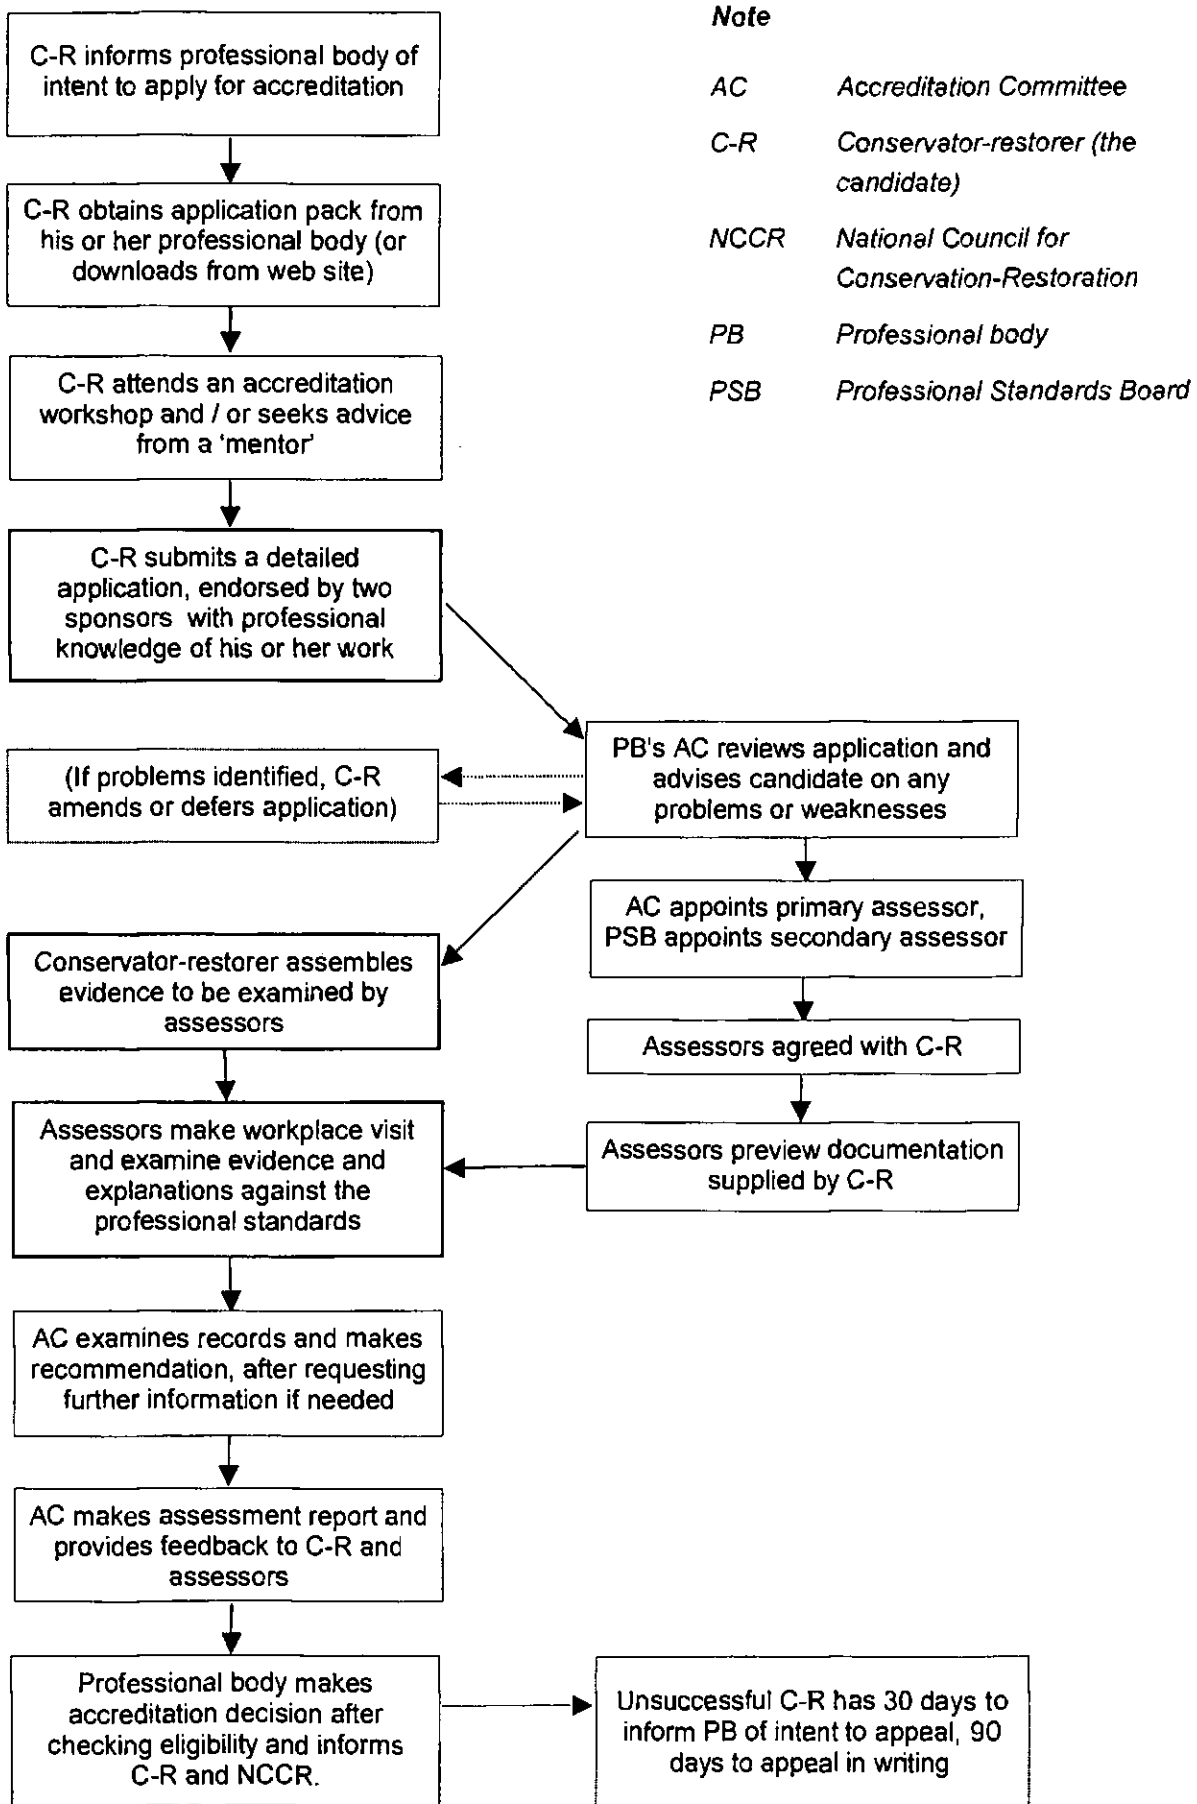 C-R informs professional body of
intent to apply for accreditation
C-R obtains application pack from
his or her professional body (or
downloads from web site)
C-R attends an accreditation
workshop and / or seeks advice
from a ‘mentor’
C-R submits a detailed
application, endorsed by two
sponsors with professional
knowledge of his or her work
Note
AC Accreditation Committee
C-R Conservator-restorer (the
candidate)
NCCR National Council for
Conservation-Restoration
PB Professional body
PSB Professional Standards Board
PB's AC reviews application and
advises candidate on any
problems or weaknesses
(If problems identified, C-R
amends or defers application)
AC appoints primary assessor,
PSB appoints secondary assessor
Conservator-restorer assembles
evidence to be examined by
assessors
Assessors agreed with C-R
Assessors preview documentation
supplied by C-R
Assessors make workplace visit
and examine evidence and
explanations against the
professional standards
AC examines records and makes
recommendation, after requesting
further information if needed
AC makes assessment report and
provides feedback to C-R and
assessors
Professional body makes
accreditation decision after
checking eligibility and informs
C-R and NCCR.
Unsuccessful C-R has 30 days to
inform PB of intent to appeal, 90
days to appeal in writing